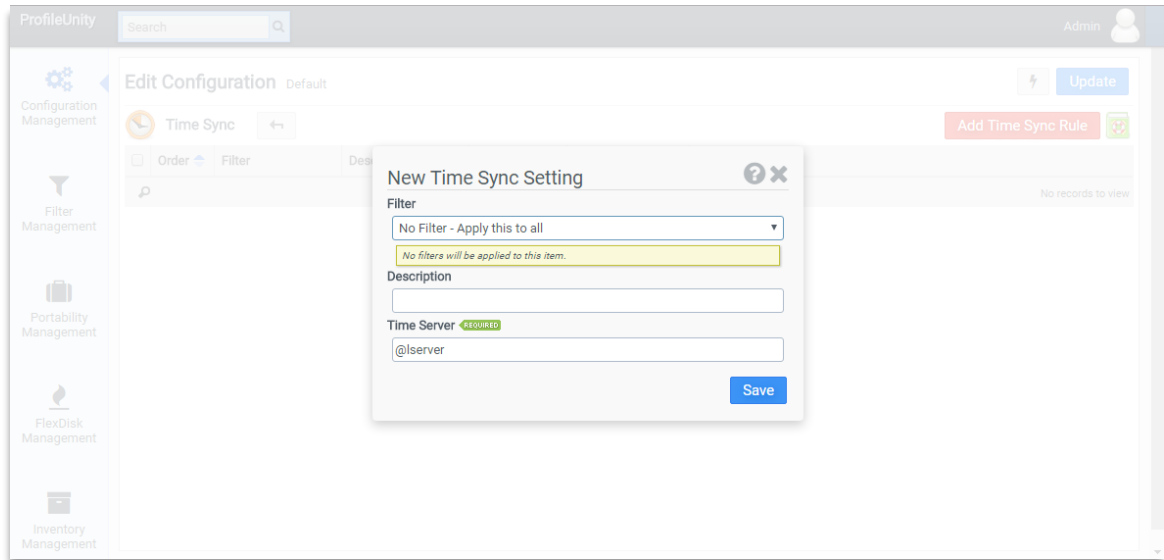 ProfileUnity
Search
Admin
Configuration
Management
Edit Configuration Default
Update
Time Sync
Add Time Sync Rule
Order Filter Des
No records to view
Filter
Management
Portability
Management
FlexDisk
Management
Inventory
Management
New Time Sync Setting
Filter
No Filter - Apply this to all
No filters will be applied to this item.
Description
Time Server REQUIRED
@lserver
Save